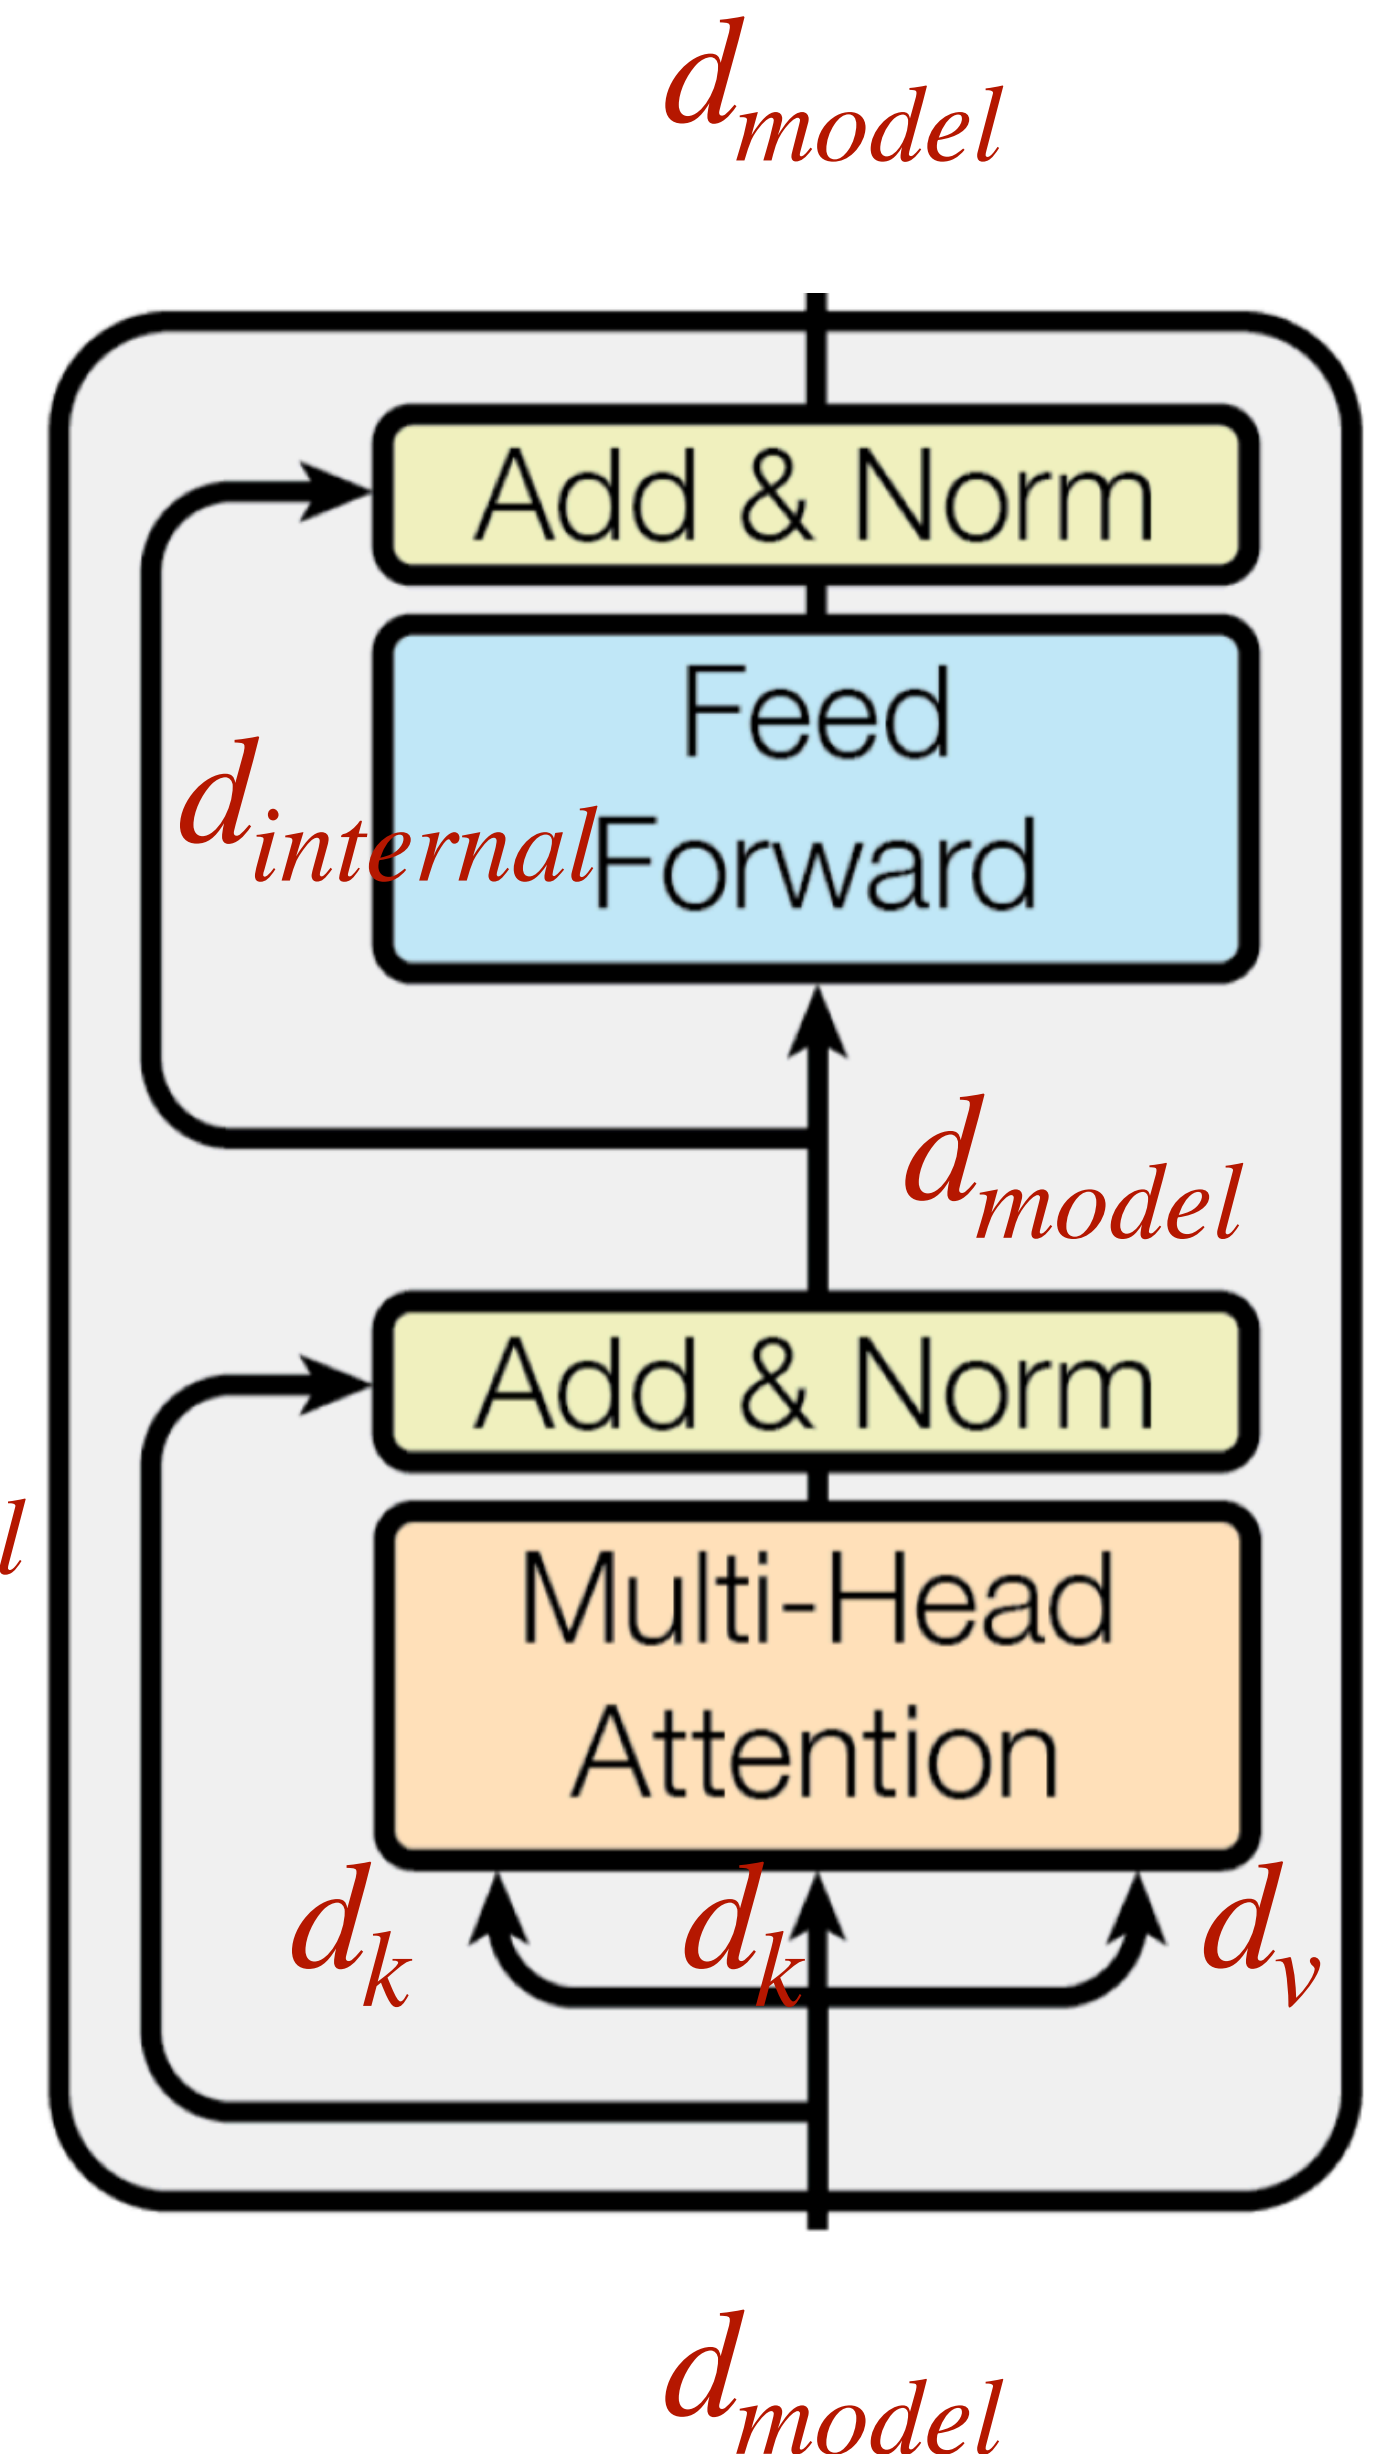 d_model
Add & Norm
Feed
d_internal
Forward
d_model
Add & Norm
l
Multi-Head
Attention
d_k d_k d_v
d_model